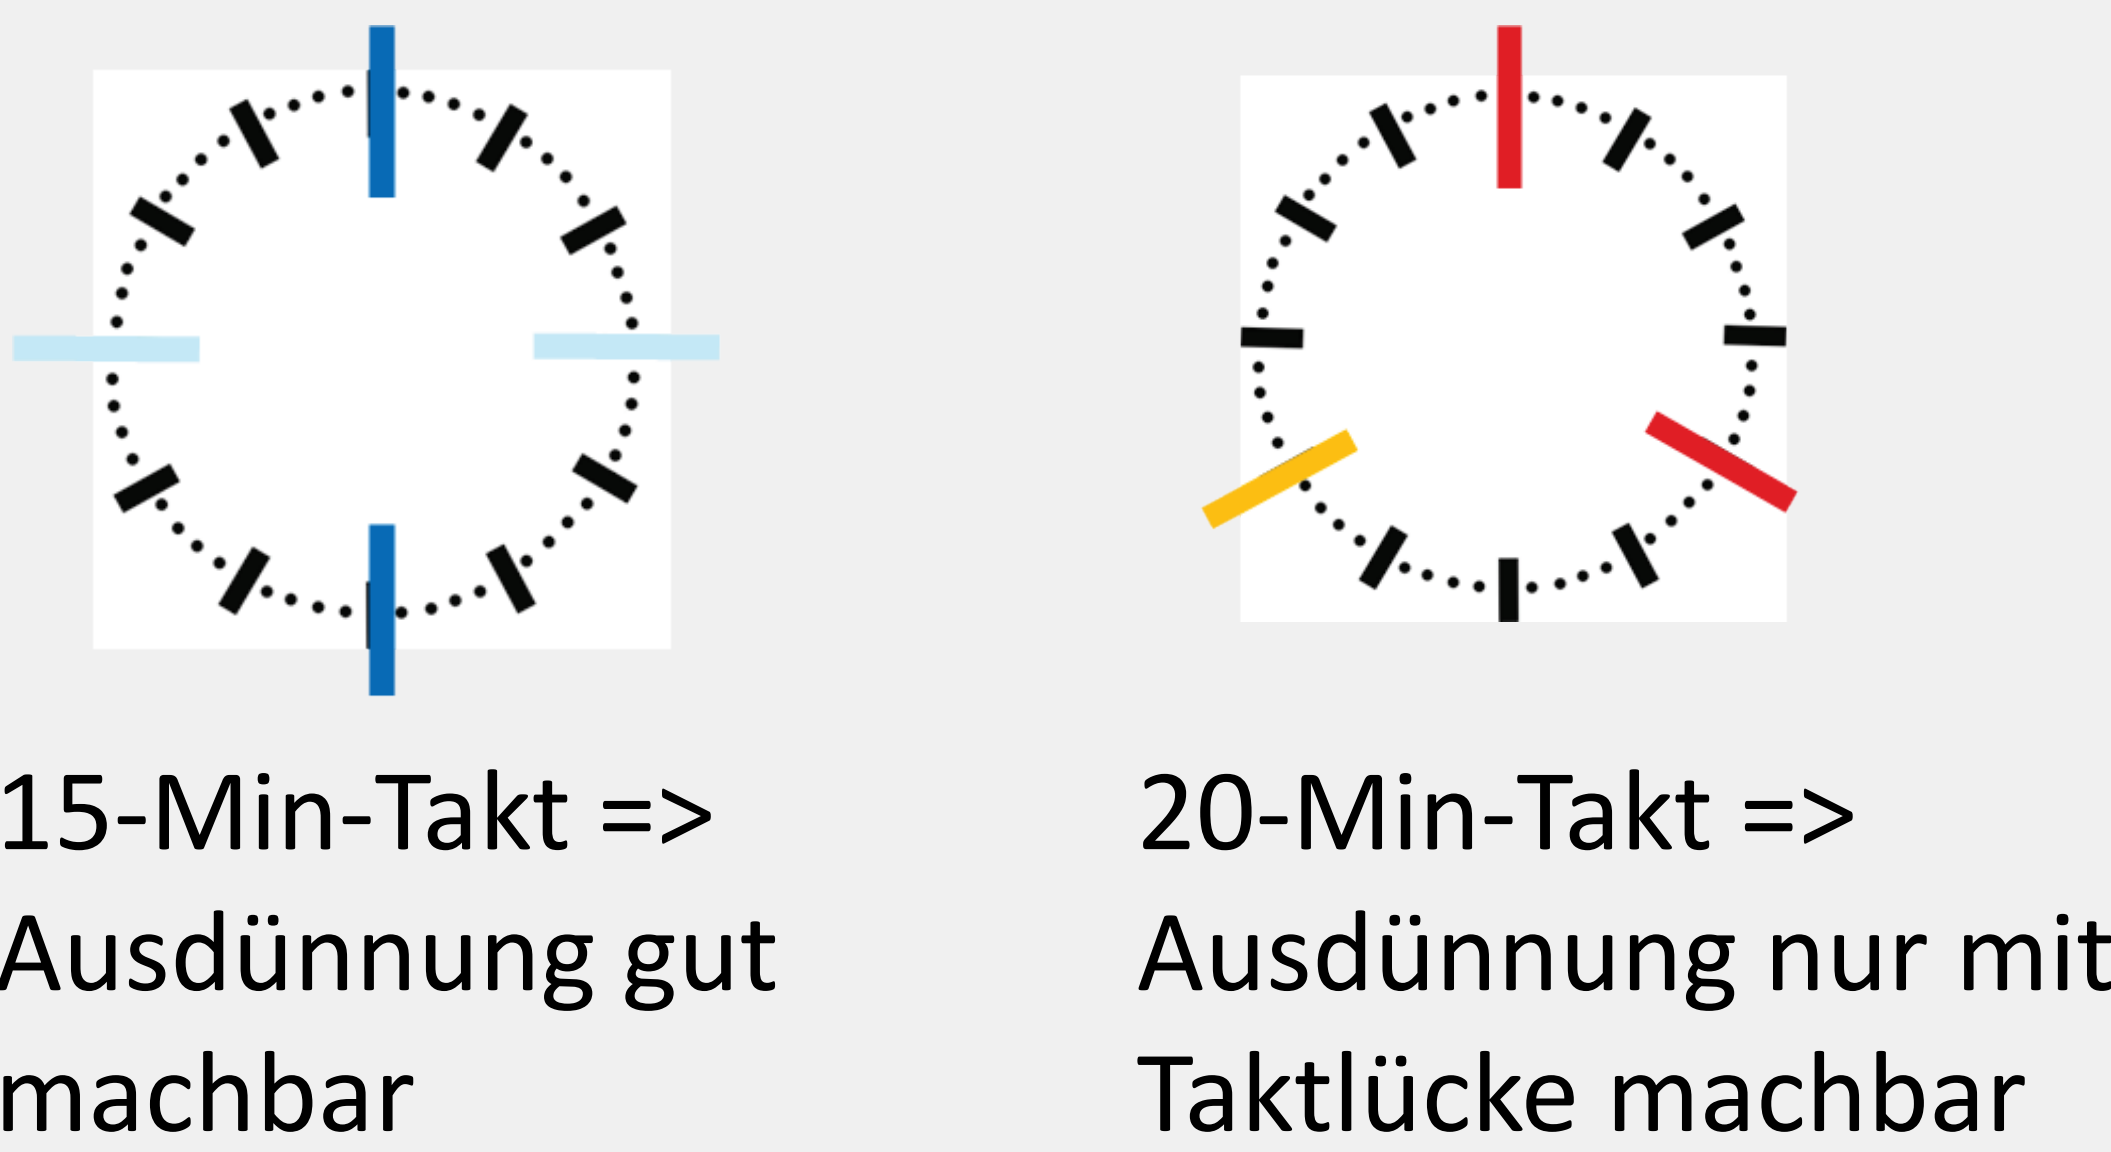 15-Min-Takt =>
Ausdünnung gut
machbar
20-Min-Takt =>
Ausdünnung nur mit
Taktlücke machbar